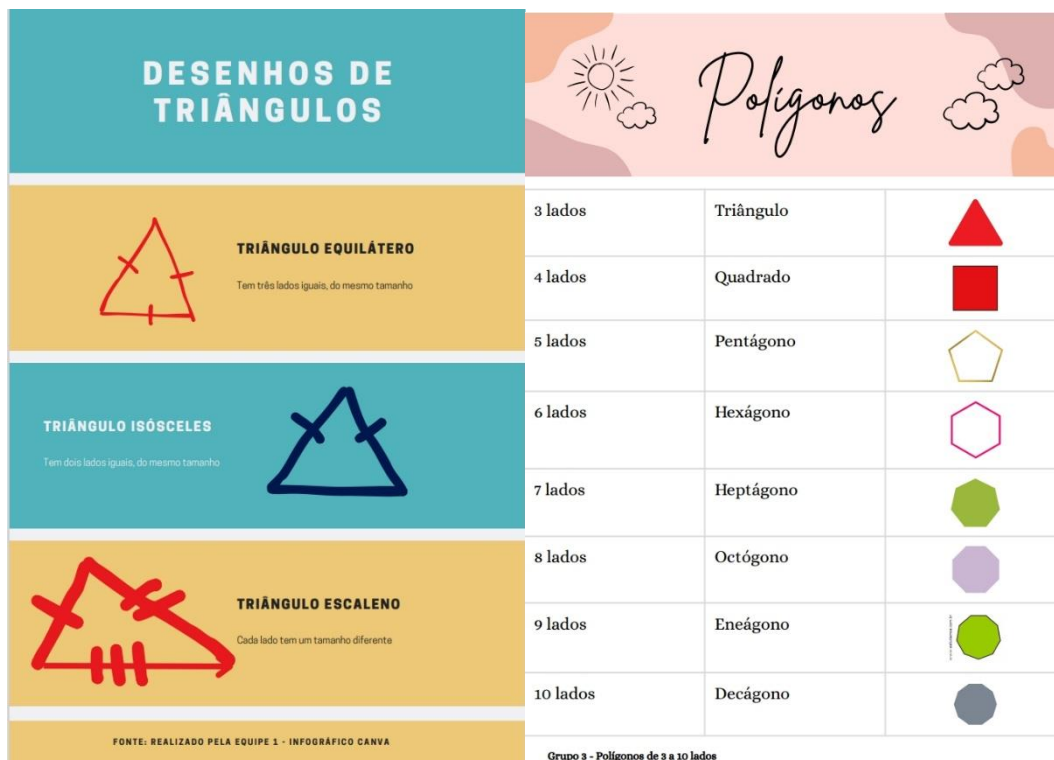 DESENHOS DE
TRIÂNGULOS
TRIÂNGULO EQUILÁTERO
Tem três lados iguais, do mesmo tamanho
TRIÂNGULO ISÓSCELES
Tem dois lados iguais, do mesmo tamanho
TRIÂNGULO ESCALENO
Cada lado tem um tamanho diferente
FONTE: REALIZADO PELA EQUIPE 1 - INFOGRÁFICO CANVA
Polígonos
3 lados Triângulo
4 lados Quadrado
5 lados Pentágono
6 lados Hexágono
7 lados Heptágono
8 lados Octógono
9 lados Eneágono
10 lados Decágono
Grupo 3 - Polígonos de 3 a 10 lados